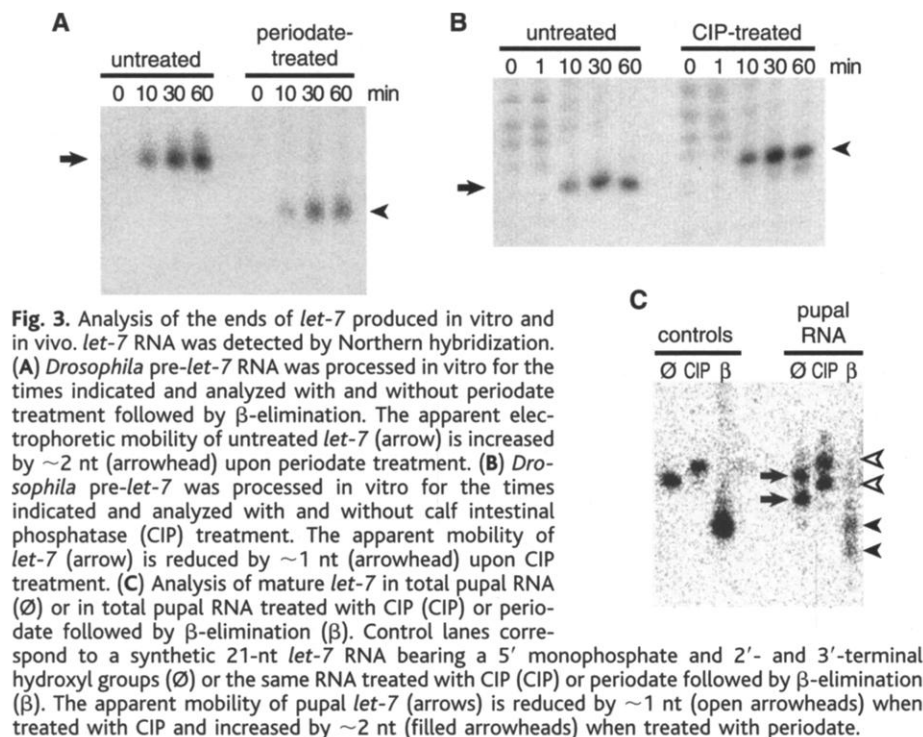 A
untreated
periodate-
treated
0 10 30 60 0 10 30 60 min
B
untreated
CIP-treated
0 1 10 30 60 0 1 10 30 60 min
C
controls
pupal
RNA
Ø CIP β Ø CIP β
Fig. 3. Analysis of the ends of let-7 produced in vitro and
in vivo. let-7 RNA was detected by Northern hybridization.
(A) Drosophila pre-let-7 RNA was processed in vitro for the
times indicated and analyzed with and without periodate
treatment followed by β-elimination. The apparent elec-
trophoretic mobility of untreated let-7 (arrow) is increased
by ~2 nt (arrowhead) upon periodate treatment. (B) Dro-
sophila pre-let-7 was processed in vitro for the times
indicated and analyzed with and without calf intestinal
phosphatase (CIP) treatment. The apparent mobility of
let-7 (arrow) is reduced by ~1 nt (arrowhead) upon CIP
treatment. (C) Analysis of mature let-7 in total pupal RNA
(Ø) or in total pupal RNA treated with CIP (CIP) or perio-
date followed by β-elimination (β). Control lanes corre-
spond to a synthetic 21-nt let-7 RNA bearing a 5′ monophosphate and 2′- and 3′-terminal
hydroxyl groups (Ø) or the same RNA treated with CIP (CIP) or periodate followed by β-elimination
(β). The apparent mobility of pupal let-7 (arrows) is reduced by ~1 nt (open arrowheads) when
treated with CIP and increased by ~2 nt (filled arrowheads) when treated with periodate.